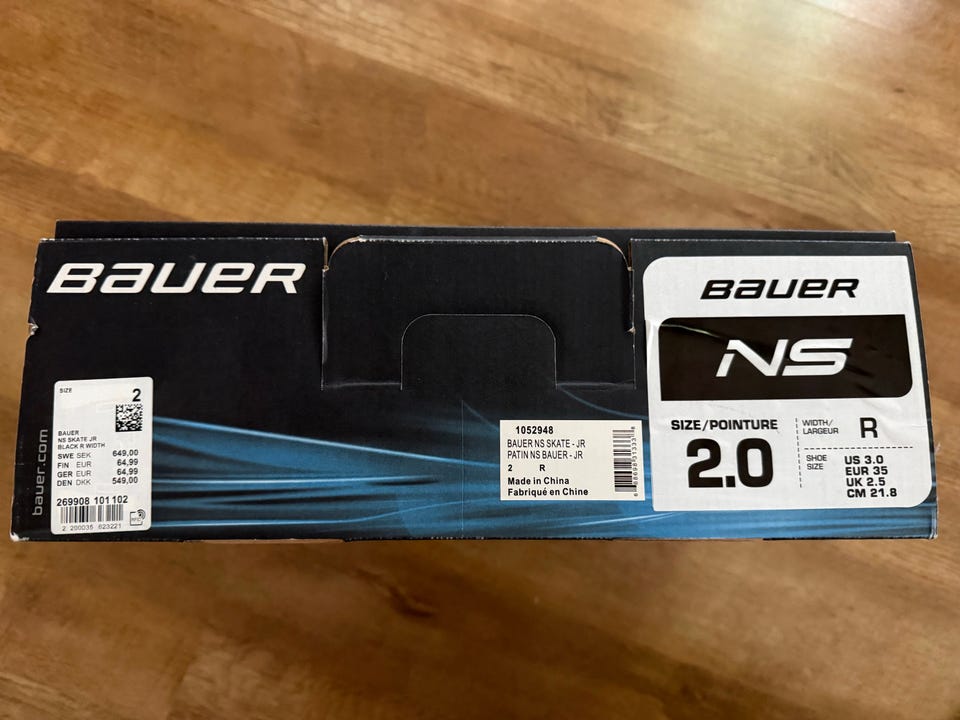 BAUER
bauer.com
SIZE
2
BAUER
NS SKATE JR
BLACK R WIDTH
SWE SEK 649,00
FIN EUR 64,99
GER EUR 64,99
DEN DKK 549,00
269908 101 102
2 200035 623221
RFID
1052948
BAUER NS SKATE - JR
PATIN NS BAUER - JR
2 R
Made in China
Fabriqué en Chine
BAUER
NS
SIZE/POINTURE
2.0
WIDTH/
LARGEUR
R
SHOE
SIZE
US 3.0
EUR 35
UK 2.5
CM 21.8